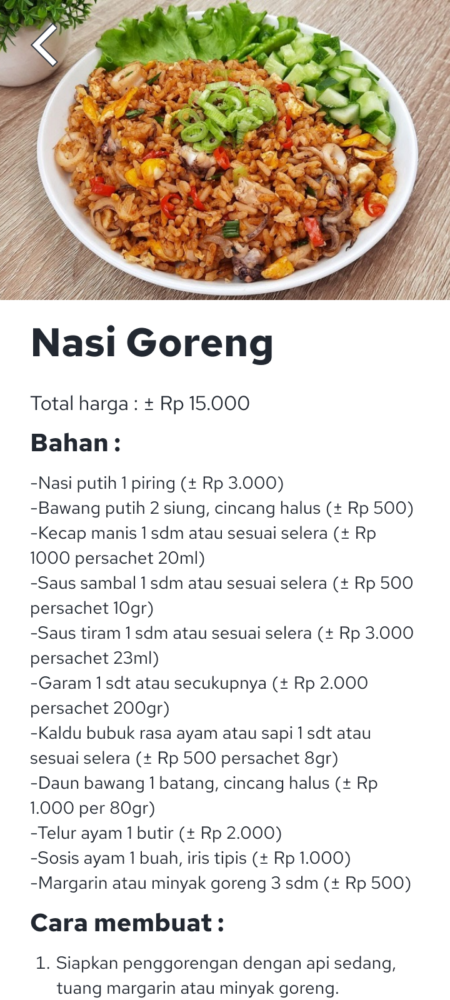 Nasi Goreng
Total harga : ± Rp 15.000
Bahan :
-Nasi putih 1 piring (± Rp 3.000)
-Bawang putih 2 siung, cincang halus (± Rp 500)
-Kecap manis 1 sdm atau sesuai selera (± Rp
1000 persachet 20ml)
-Saus sambal 1 sdm atau sesuai selera (± Rp 500
persachet 10gr)
-Saus tiram 1 sdm atau sesuai selera (± Rp 3.000
persachet 23ml)
-Garam 1 sdt atau secukupnya (± Rp 2.000
persachet 200gr)
-Kaldu bubuk rasa ayam atau sapi 1 sdt atau
sesuai selera (± Rp 500 persachet 8gr)
-Daun bawang 1 batang, cincang halus (± Rp
1.000 per 80gr)
-Telur ayam 1 butir (± Rp 2.000)
-Sosis ayam 1 buah, iris tipis (± Rp 1.000)
-Margarin atau minyak goreng 3 sdm (± Rp 500)
Cara membuat :
1. Siapkan penggorengan dengan api sedang,
tuang margarin atau minyak goreng.